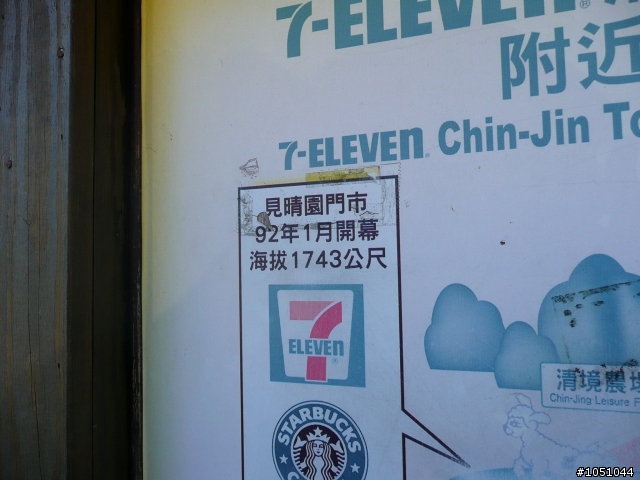 7-ELEVEN®
附近
7-ELEVEN® Chin-Jin To
見晴園門市
92年1月開幕
海拔1743公尺
7
ELEVEN
STARBUCKS
清境農場
Chin-Jing Leisure F
#1051044